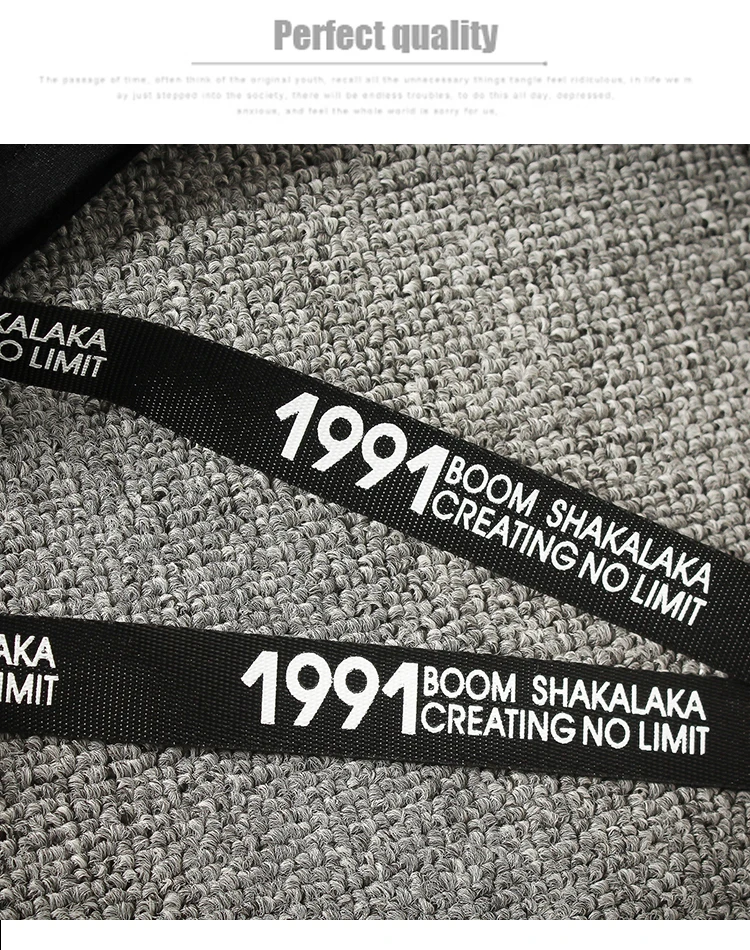 Perfect quality
The passage of time, often think of the original youth, recall all the unnecessary things tangle feel ridiculous, in life we m
ay just stepped into the society, there will be endless troubles, to do this all day, depressed,
anxious, and feel the whole world is sorry for us,
KALAKA
O LIMIT
1991 BOOM SHAKALAKA
CREATING NO LIMIT
AKA
IMIT
1991 BOOM SHAKALAKA
CREATING NO LIMIT